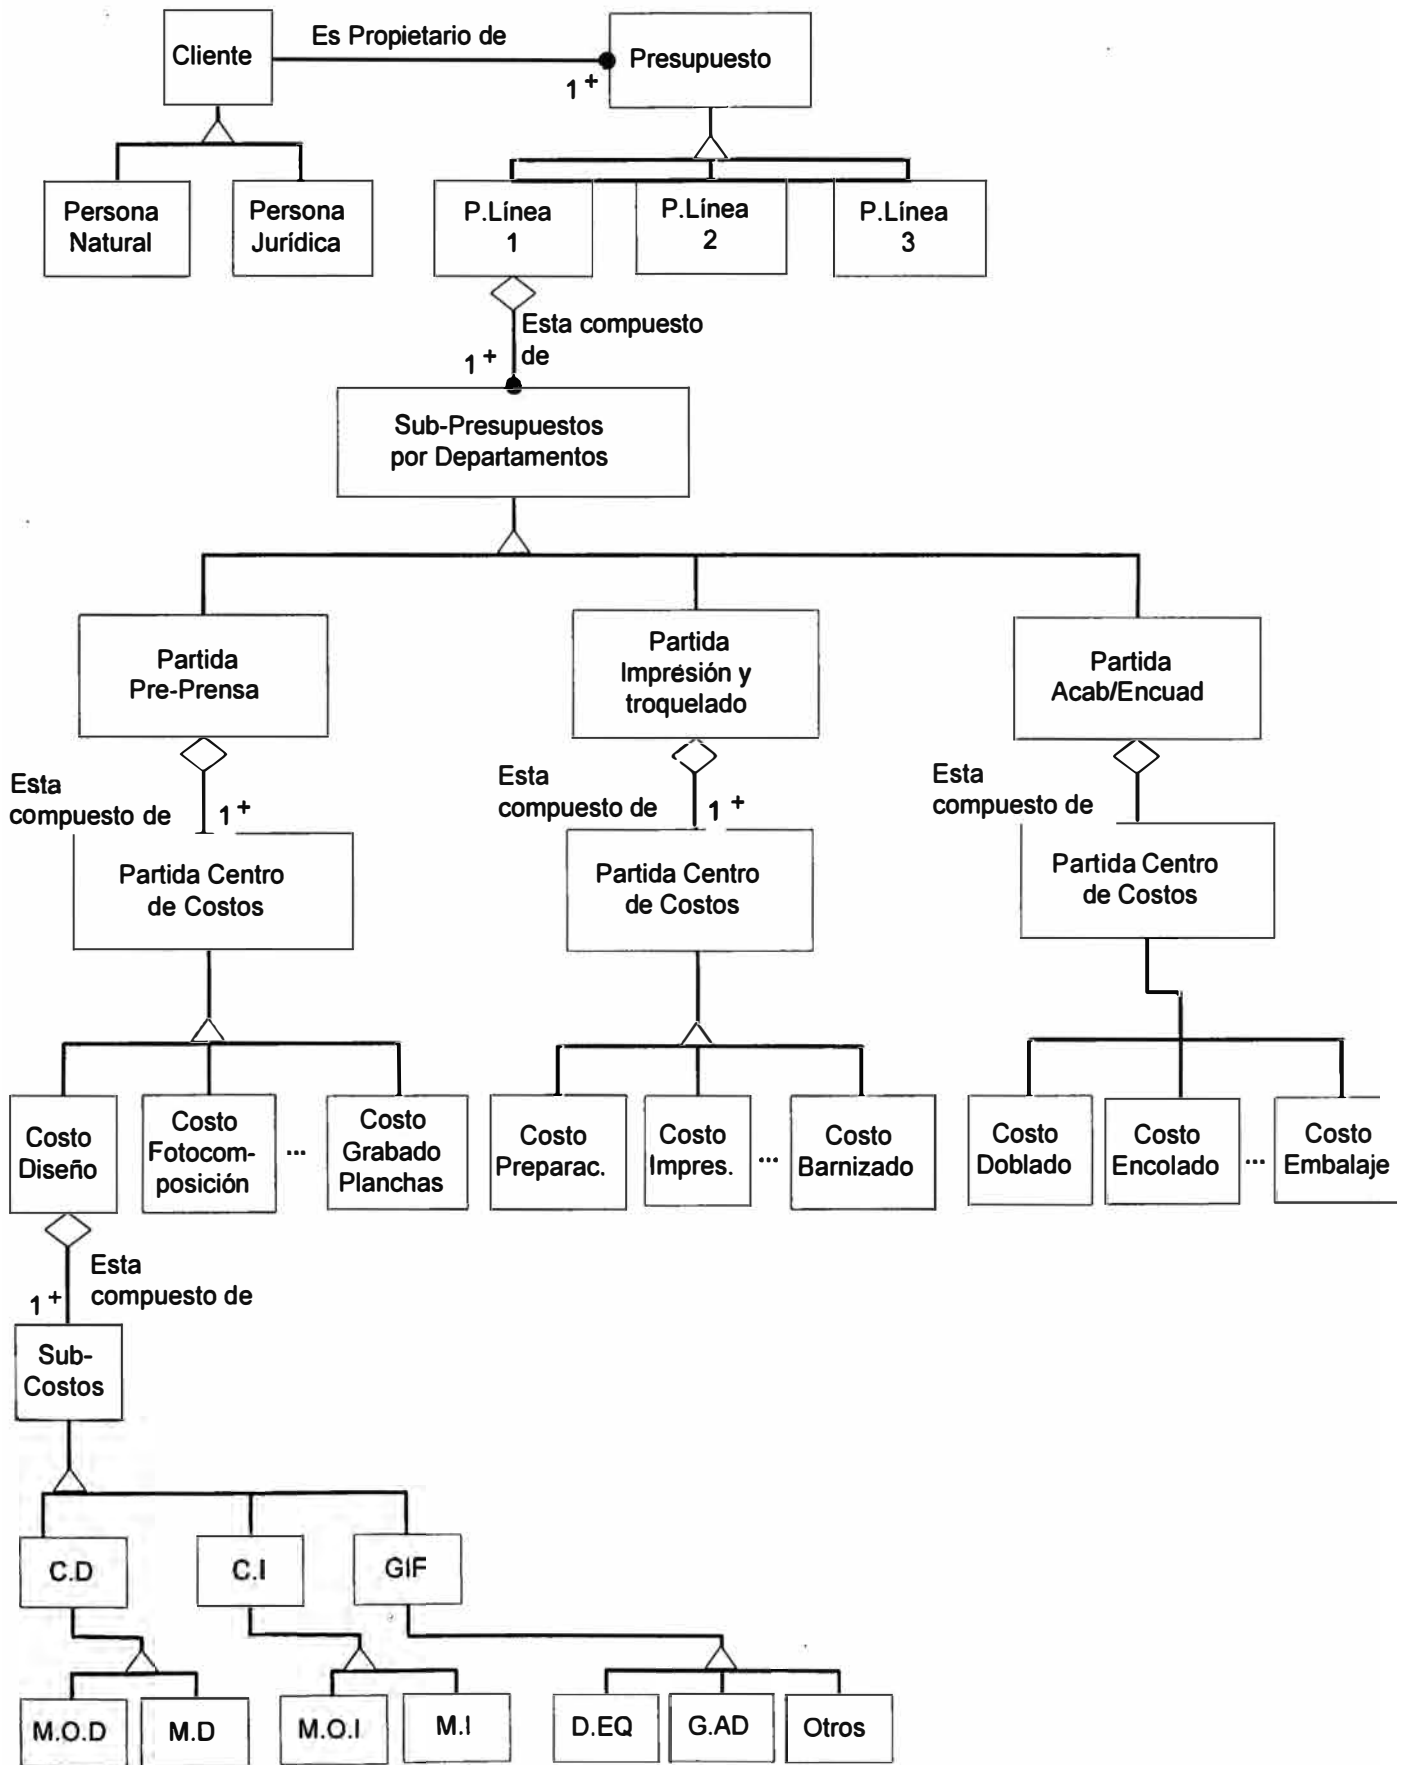 Cliente
Es Propietario de
1+
Presupuesto
Persona
Natural
Persona
Jurídica
P.Línea
1
P.Línea
2
P.Línea
3
Esta compuesto
de
1+
Sub-Presupuestos
por Departamentos
Partida
Pre-Prensa
Partida
Impresión y
troquelado
Partida
Acab/Encuad
Esta
compuesto de
1+
Esta
compuesto de
1+
Esta
compuesto de
Partida Centro
de Costos
Partida Centro
de Costos
Partida Centro
de Costos
Costo
Diseño
Costo
Fotocom-
posición
...
Costo
Grabado
Planchas
Costo
Preparac.
Costo
Impres.
...
Costo
Barnizado
Costo
Doblado
Costo
Encolado
...
Costo
Embalaje
Esta
compuesto de
1+
Sub-
Costos
C.D
C.I
GIF
M.O.D
M.D
M.O.I
M.I
D.EQ
G.AD
Otros